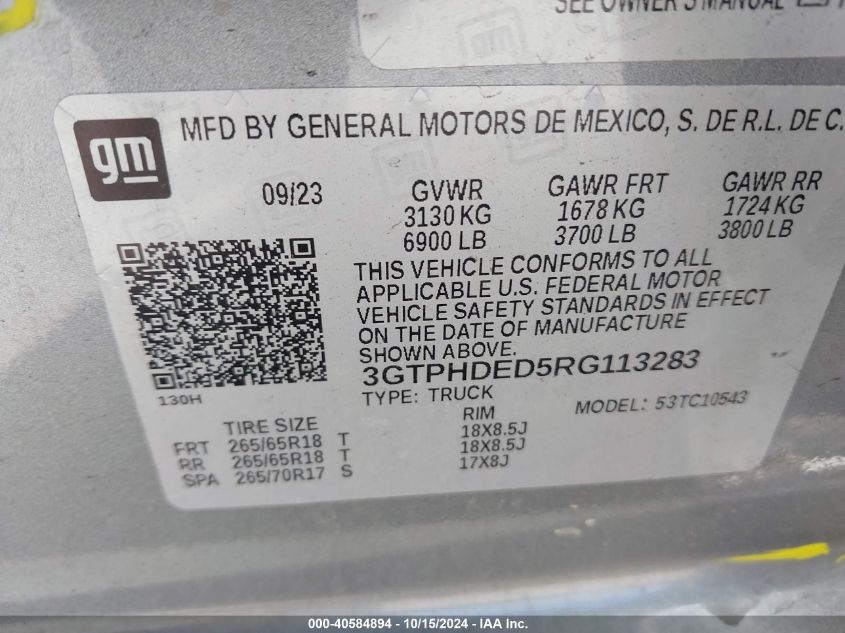 SEE OWNER'S MANUAL
gm
MFD BY GENERAL MOTORS DE MEXICO, S. DE R.L. DE C.
09/23 GVWR GAWR FRT GAWR RR
3130 KG 1678 KG 1724 KG
6900 LB 3700 LB 3800 LB
THIS VEHICLE CONFORMS TO ALL
APPLICABLE U.S. FEDERAL MOTOR
VEHICLE SAFETY STANDARDS IN EFFECT
ON THE DATE OF MANUFACTURE
SHOWN ABOVE.
3GTPHDED5RG113283
130H
TYPE: TRUCK MODEL: 53TC10543
TIRE SIZE RIM
FRT 265/65R18 T 18X8.5J
RR 265/65R18 T 18X8.5J
SPA 265/70R17 S 17X8J
000-40584894 - 10/15/2024 - IAA Inc.